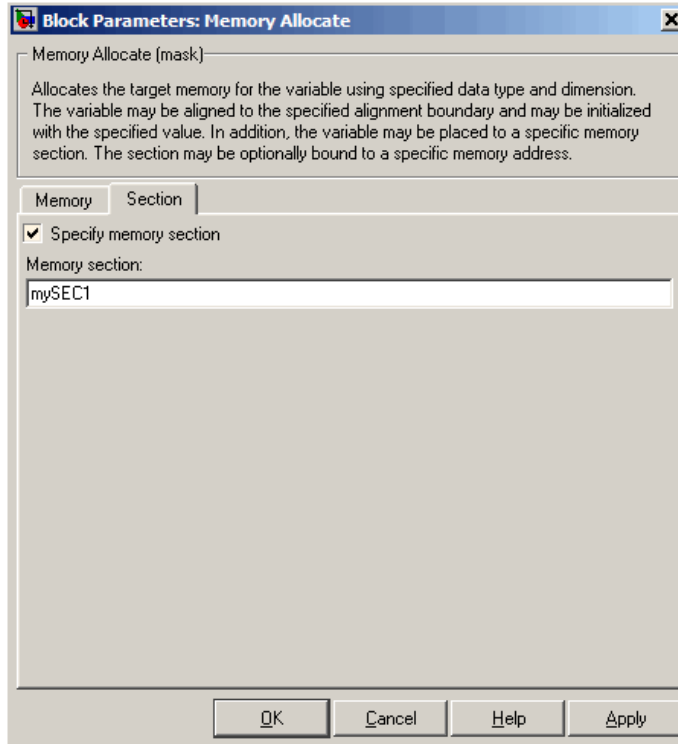 Block Parameters: Memory Allocate
Memory Allocate (mask)
Allocates the target memory for the variable using specified data type and dimension.
The variable may be aligned to the specified alignment boundary and may be initialized
with the specified value. In addition, the variable may be placed to a specific memory
section. The section may be optionally bound to a specific memory address.
Memory Section
Specify memory section
Memory section:
mySEC1
OK Cancel Help Apply